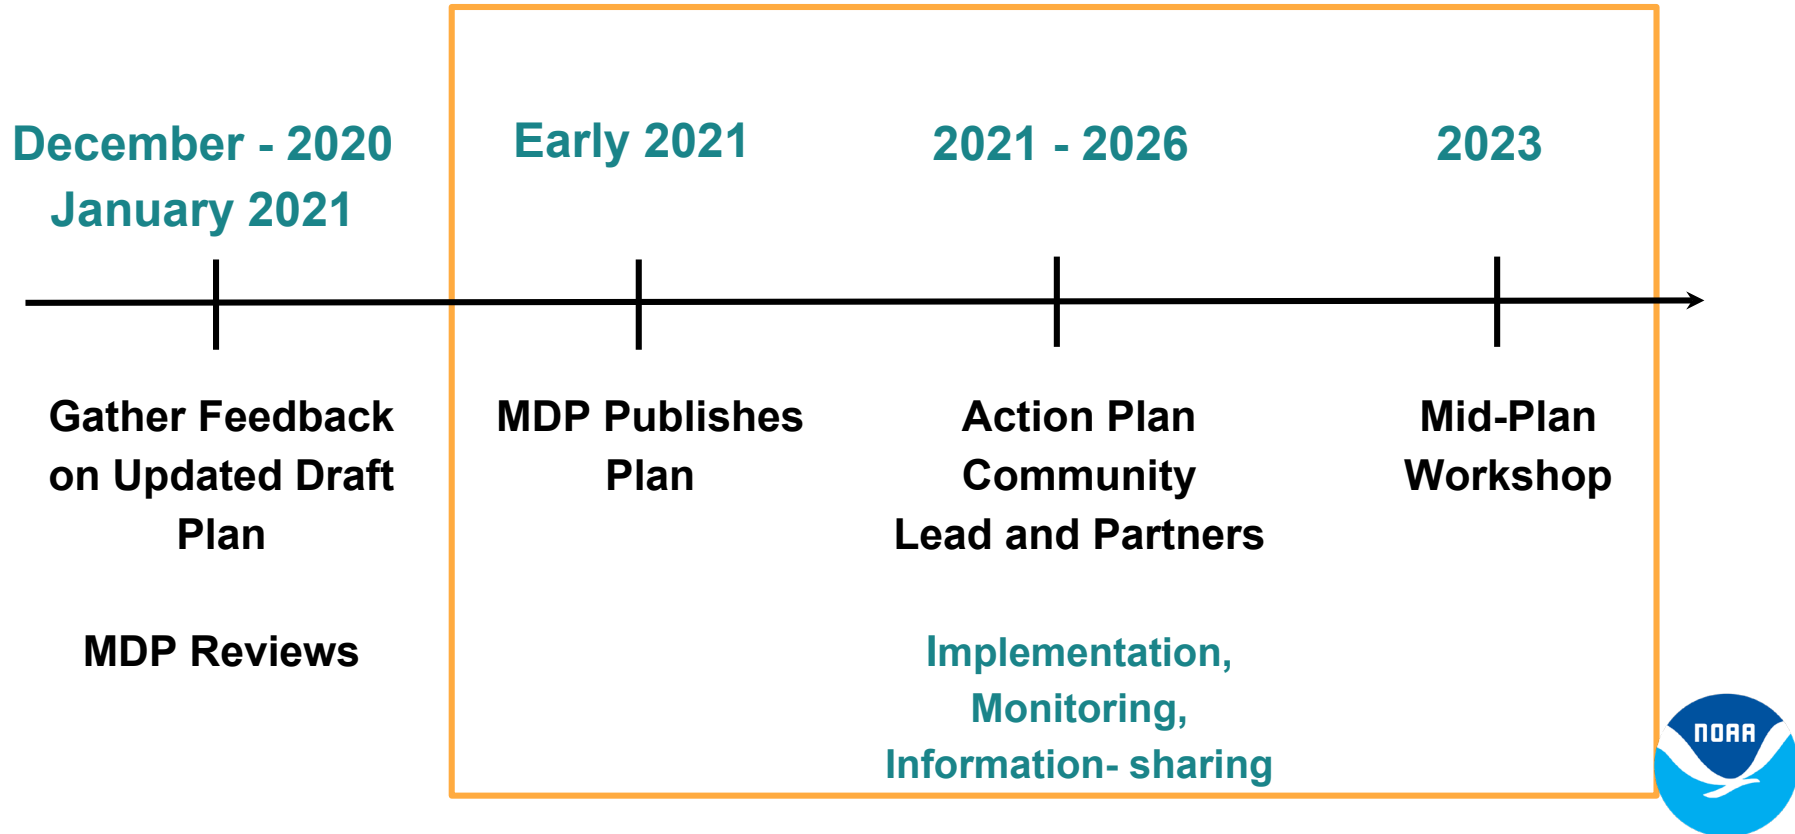 December - 2020
January 2021
Early 2021
2021 - 2026
2023
Gather Feedback
on Updated Draft
Plan
MDP Reviews
MDP Publishes
Plan
Action Plan
Community
Lead and Partners
Implementation,
Monitoring,
Information- sharing
Mid-Plan
Workshop
NOAA